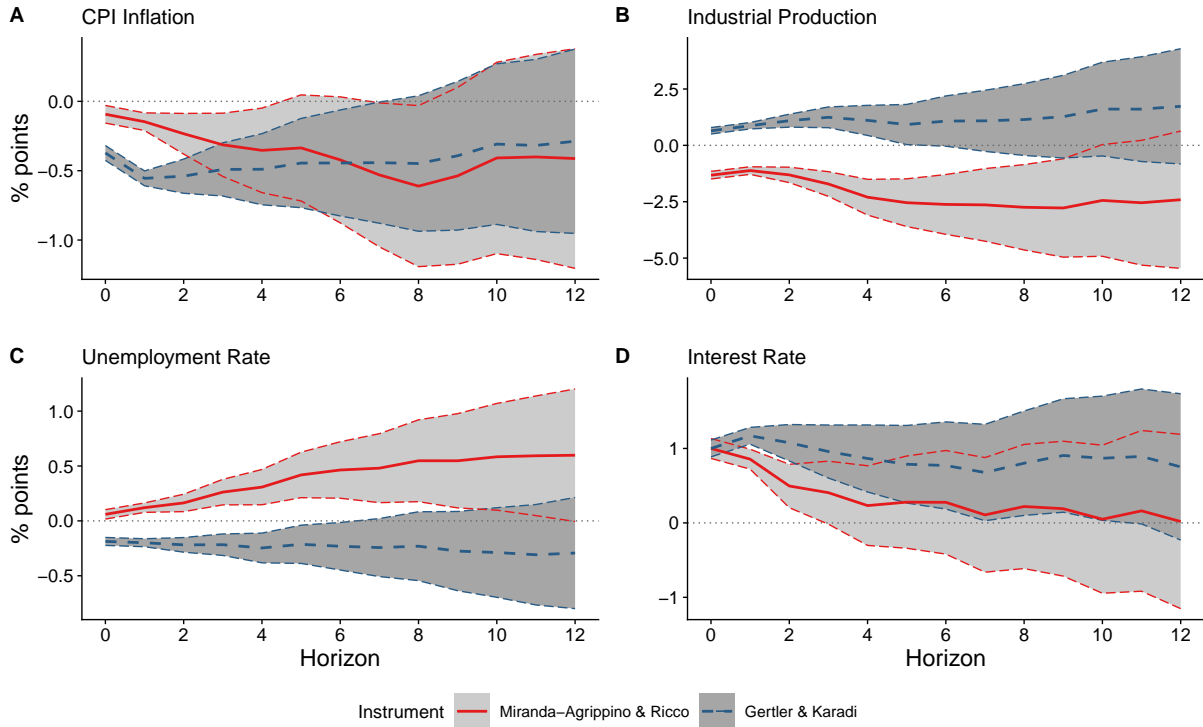 A CPI Inflation
0.0
−0.5
−1.0
% points
0 2 4 6 8 10 12
B Industrial Production
2.5
0.0
−2.5
−5.0
0 2 4 6 8 10 12
C Unemployment Rate
1.0
0.5
0.0
−0.5
% points
0 2 4 6 8 10 12
Horizon
D Interest Rate
1
0
−1
0 2 4 6 8 10 12
Horizon
Instrument Miranda−Agrippino & Ricco Gertler & Karadi